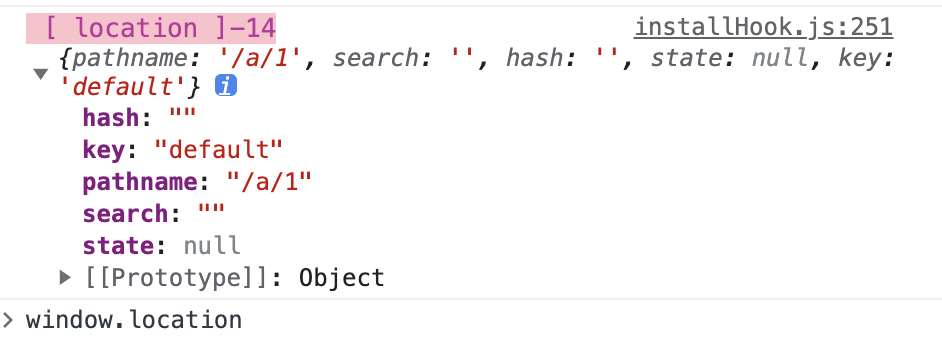 [ location ]-14 installHook.js:251
{pathname: '/a/1', search: '', hash: '', state: null, key:
'default'} i
hash: ""
key: "default"
pathname: "/a/1"
search: ""
state: null
[[Prototype]]: Object
> window.location